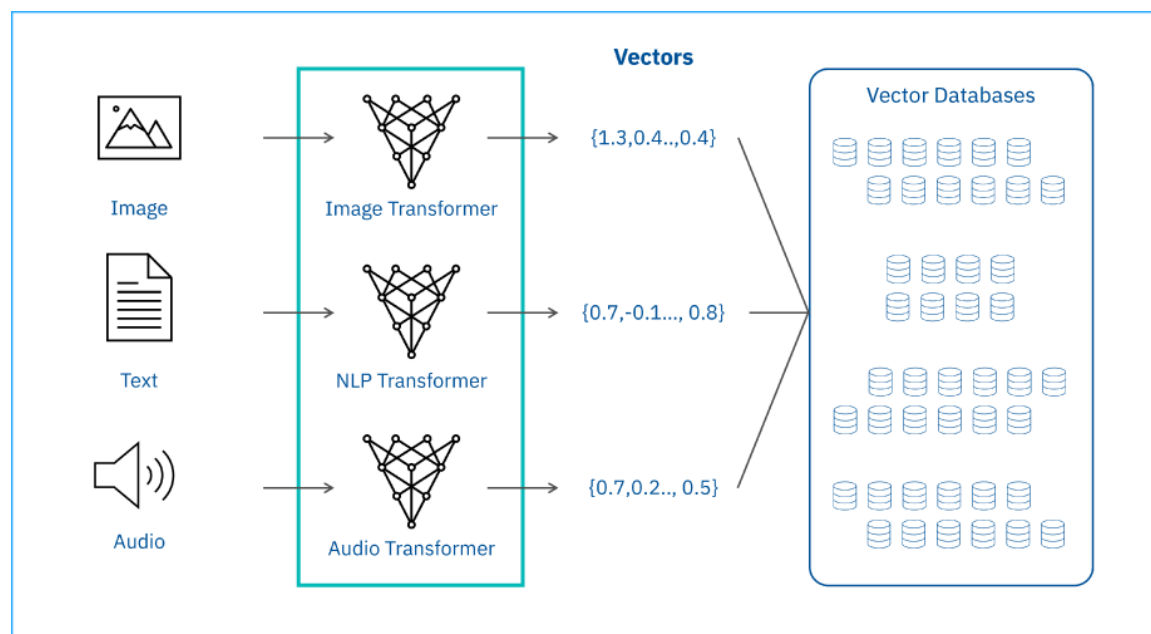 Vectors
Vector Databases
{1.3,0.4..,0.4}
Image
Image Transformer
{0.7,-0.1..., 0.8}
Text
NLP Transformer
{0.7,0.2.., 0.5}
Audio
Audio Transformer